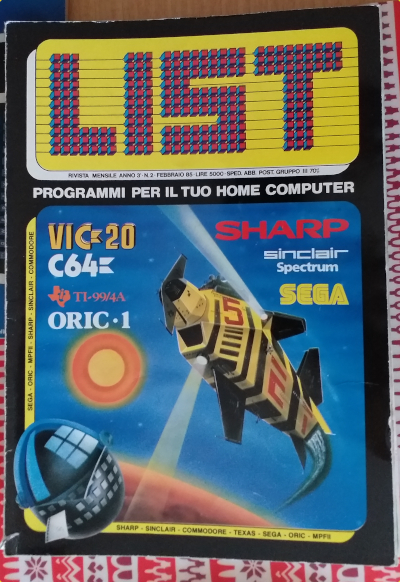 LIST
RIVISTA MENSILE ANNO 3° - N. 2 - FEBBRAIO 85 - LIRE 5000 - SPED. ABB. POST. GRUPPO III 70%
PROGRAMMI PER IL TUO HOME COMPUTER
VIC 20
C64
TI-99/4A
ORIC•1
SHARP
sinclair
Spectrum
SEGA
SEGA - ORIC - MPFII - SHARP - SINCLAIR - COMMODORE
5
2
SHARP - SINCLAIR - COMMODORE - TEXAS - SEGA - ORIC - MPFII